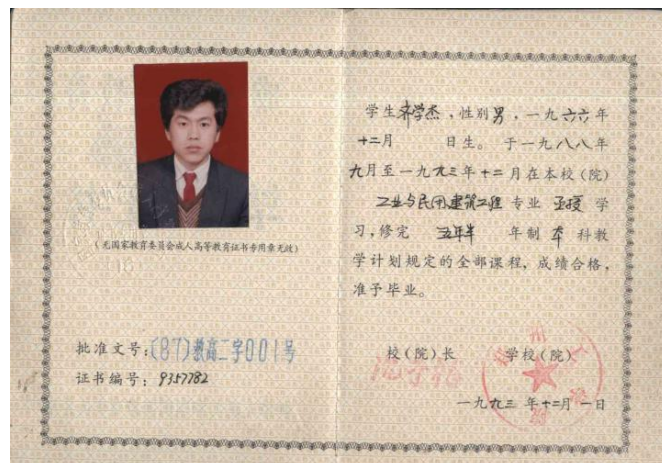 (无国家教育委员会成人高等教育证书专用章无效)
批准文号:(87)教高二字001号
证书编号:9357782
学生齐学杰,性别男,一九六六年
十二月 日生。于一九八八年
九月至一九九三年十二月在本校(院)
工业与民用建筑工程专业 函授 学
习,修完 五年半 年制 本 科教
学计划规定的全部课程,成绩合格,
准予毕业。
校(院)长 学校(院)
一九九三年十二月一日